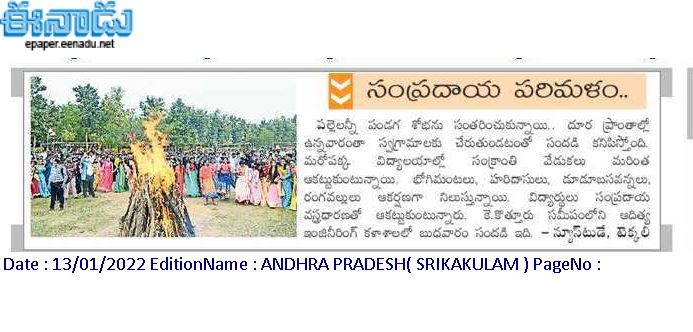 ఈనాడు
epaper.eenadu.net
సంప్రదాయ పరిమళం..
పల్లెలన్నీ పండగ శోభను సంతరించుకున్నాయి.. దూర ప్రాంతాల్లో
ఉన్నవారంతా స్వగ్రామాలకు చేరుతుండటంతో సందడి కనిపిస్తోంది.
మరోపక్క విద్యాలయాల్లో సంక్రాంతి వేడుకలు మరింత
ఆకట్టుకుంటున్నాయి. భోగిమంటలు, హరిదాసులు, డూడూబసవన్నలు,
రంగవల్లులు ఆకర్షణగా నిలుస్తున్నాయి. విద్యార్థులు సంప్రదాయ
వస్త్రధారణతో ఆకట్టుకుంటున్నారు. కె.కొత్తూరు సమీపంలోని ఆదిత్య
ఇంజినీరింగ్ కళాశాలలో బుధవారం సందడి ఇది. - న్యూస్‌టుడే, టెక్కలి
Date : 13/01/2022 EditionName : ANDHRA PRADESH( SRIKAKULAM ) PageNo :